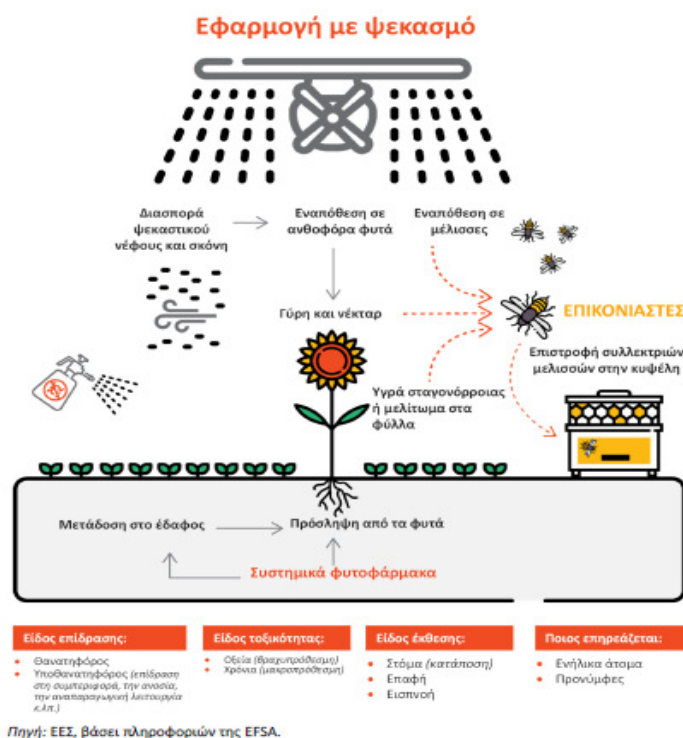 Εφαρμογή με ψεκασμό
Διασπορά
ψεκαστικού
νέφους και σκόνη
Εναπόθεση σε
ανθοφόρα φυτά
Εναπόθεση σε
μέλισσες
Γύρη και νέκταρ
ΕΠΙΚΟΝΙΑΣΤΕΣ
Επιστροφή συλλεκτριών
μελισσών στην κυψέλη
Υγρά σταγονόρροιας
ή μελίτωμα στα
φύλλα
Μετάδοση στο έδαφος
Πρόσληψη από τα φυτά
Συστημικά φυτοφάρμακα
Είδος επίδρασης:
• Θανατηφόρος
• Υποθανατηφόρος (επίδραση
στη συμπεριφορά, την ανοσία,
την αναπαραγωγική λειτουργία
κ.λπ.)
Είδος τοξικότητας:
• Οξεία (βραχυπρόθεσμη)
• Χρόνια (μακροπρόθεσμη)
Είδος έκθεσης:
• Στόμα (κατάποση)
• Επαφή
• Εισπνοή
Ποιος επηρεάζεται:
• Ενήλικα άτομα
• Προνύμφες
Πηγή: ΕΕΣ, βάσει πληροφοριών της EFSA.